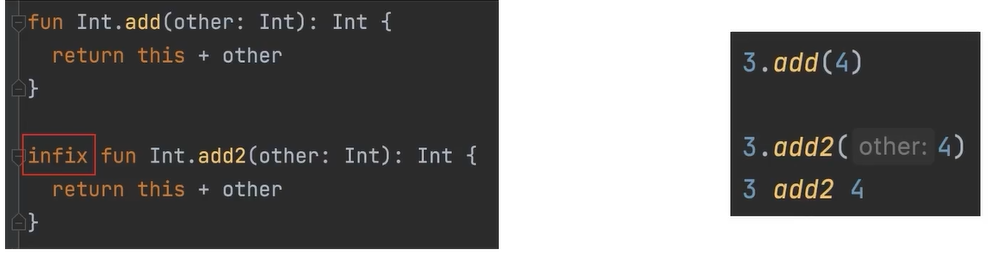 fun Int.add(other: Int): Int {
return this + other
}
infix fun Int.add2(other: Int): Int {
return this + other
}
3.add(4)
3.add2( other: 4)
3 add2 4